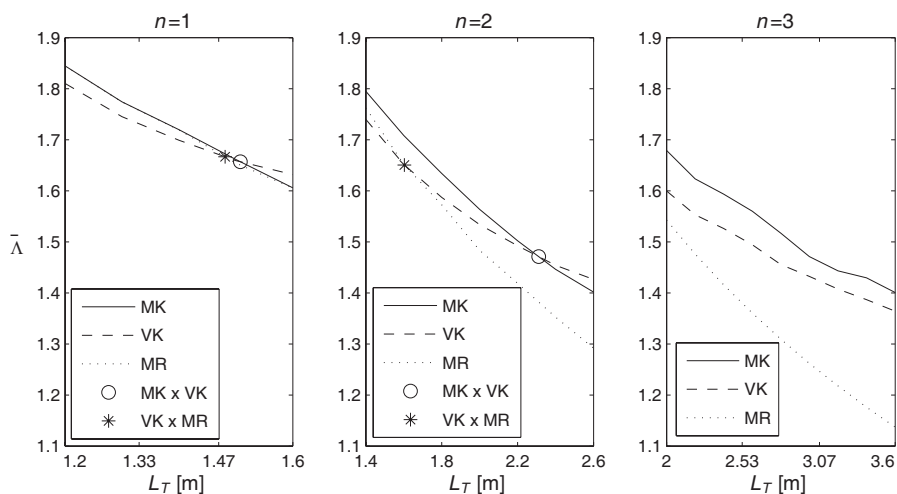 n=1
1.9
1.8
1.7
1.6
1.5
1.4
1.3
1.2
1.1
Λ̄
MK
VK
MR
MK x VK
VK x MR
1.2 1.33 1.47 1.6
L_T [m]
n=2
1.9
1.8
1.7
1.6
1.5
1.4
1.3
1.2
1.1
MK
VK
MR
MK x VK
VK x MR
1.4 1.8 2.2 2.6
L_T [m]
n=3
1.9
1.8
1.7
1.6
1.5
1.4
1.3
1.2
1.1
MK
VK
MR
2 2.53 3.07 3.6
L_T [m]